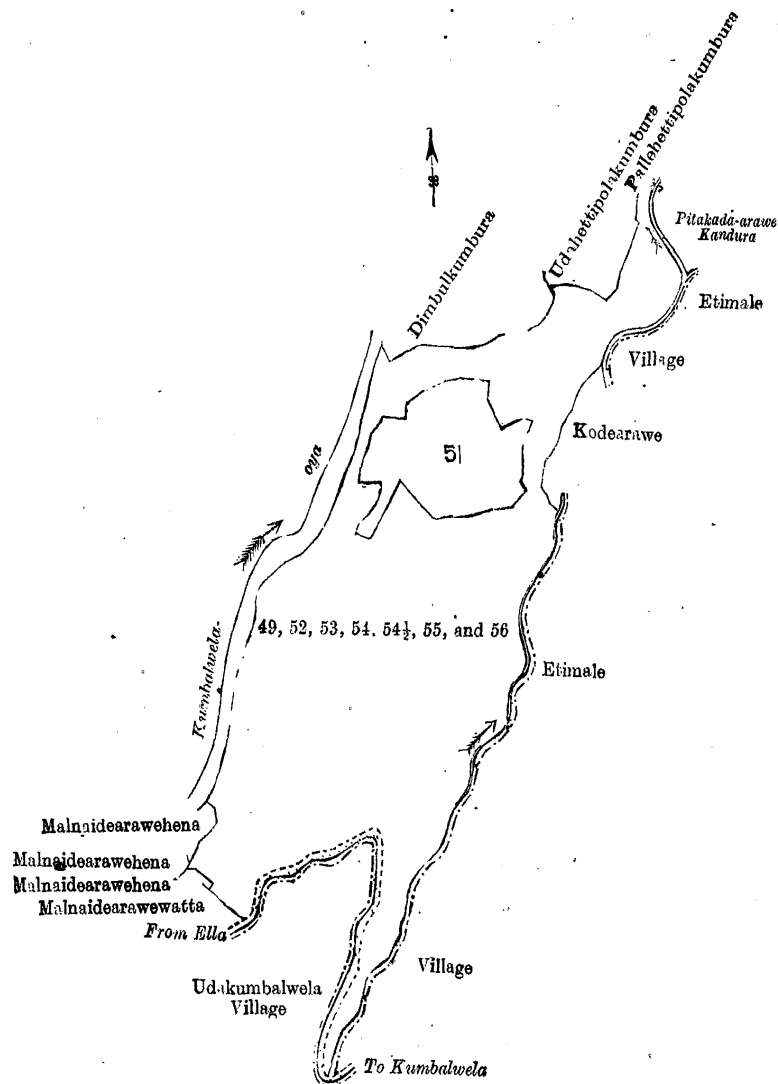 Pallehettipolakumbura
Udahettipolakumbura
Dimbulkumbura
Pitakada-arawe
Kandura
Etimale
Village
Kodearawe
oya
51
49, 52, 53, 54. 54½, 55, and 56
Etimale
Kumbalwela-
Malnaidearawehena
Malnaidearawehena
Malnaidearawehena
Malnaidearawewatta
From Ella
Village
Udakumbalwela
Village
To Kumbalwela